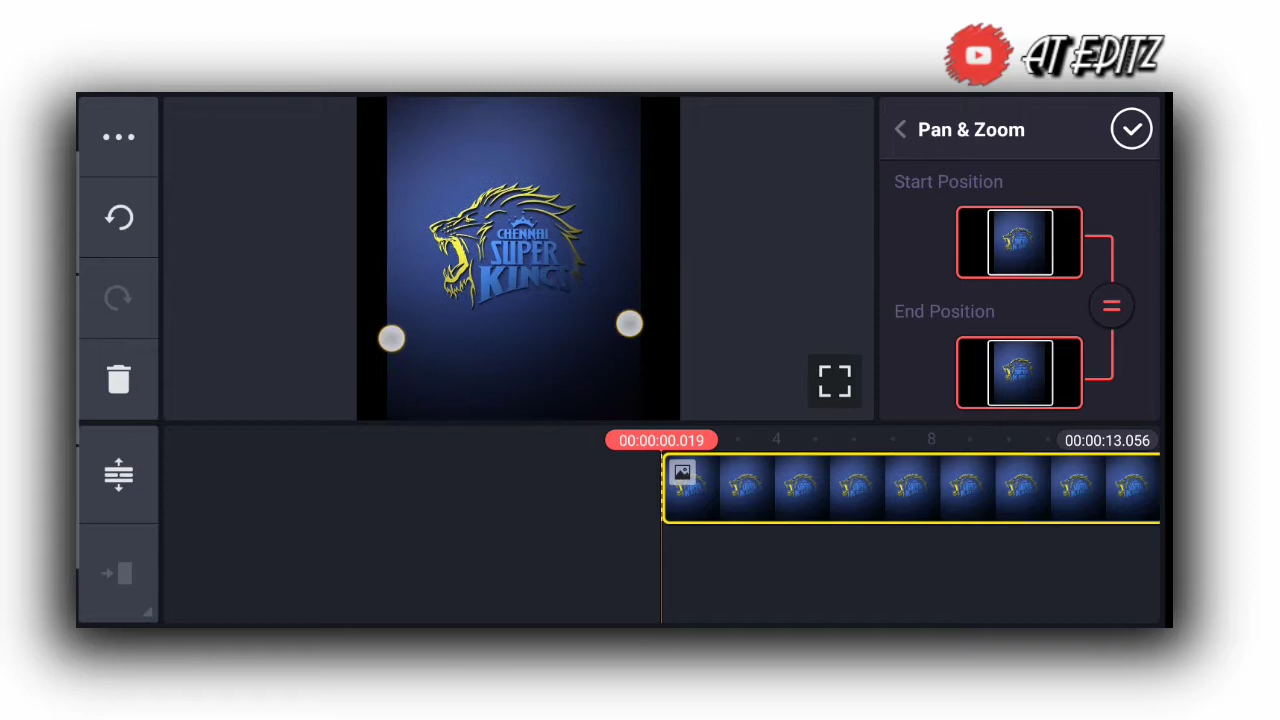 AT EDITZ
Pan & Zoom
Start Position
CHENNAI
SUPER
KINGS
End Position
00:00:00.019
4
8
00:00:13.056